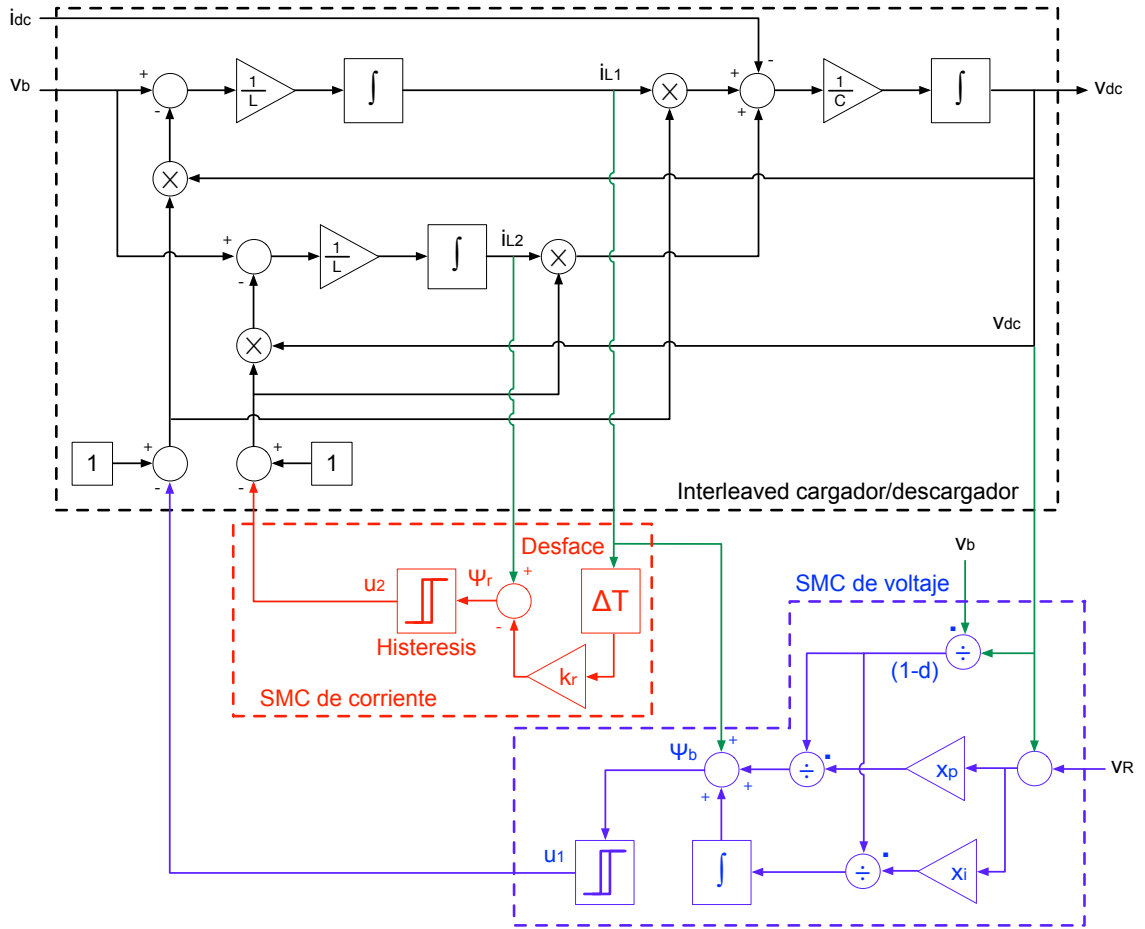 idc
vb
+
-
1/L
∫
iL1
×
-
+
+
1/C
∫
vdc
×
+
-
1/L
∫
iL2
×
vdc
×
1
+
-
+
-
1
Interleaved cargador/descargador
Desface
u2
Ψr
+
-
ΔT
Histeresis
kr
SMC de corriente
vb
SMC de voltaje
÷
(1-d)
Ψb
+
+
+
÷
xp
vR
u1
∫
÷
xi